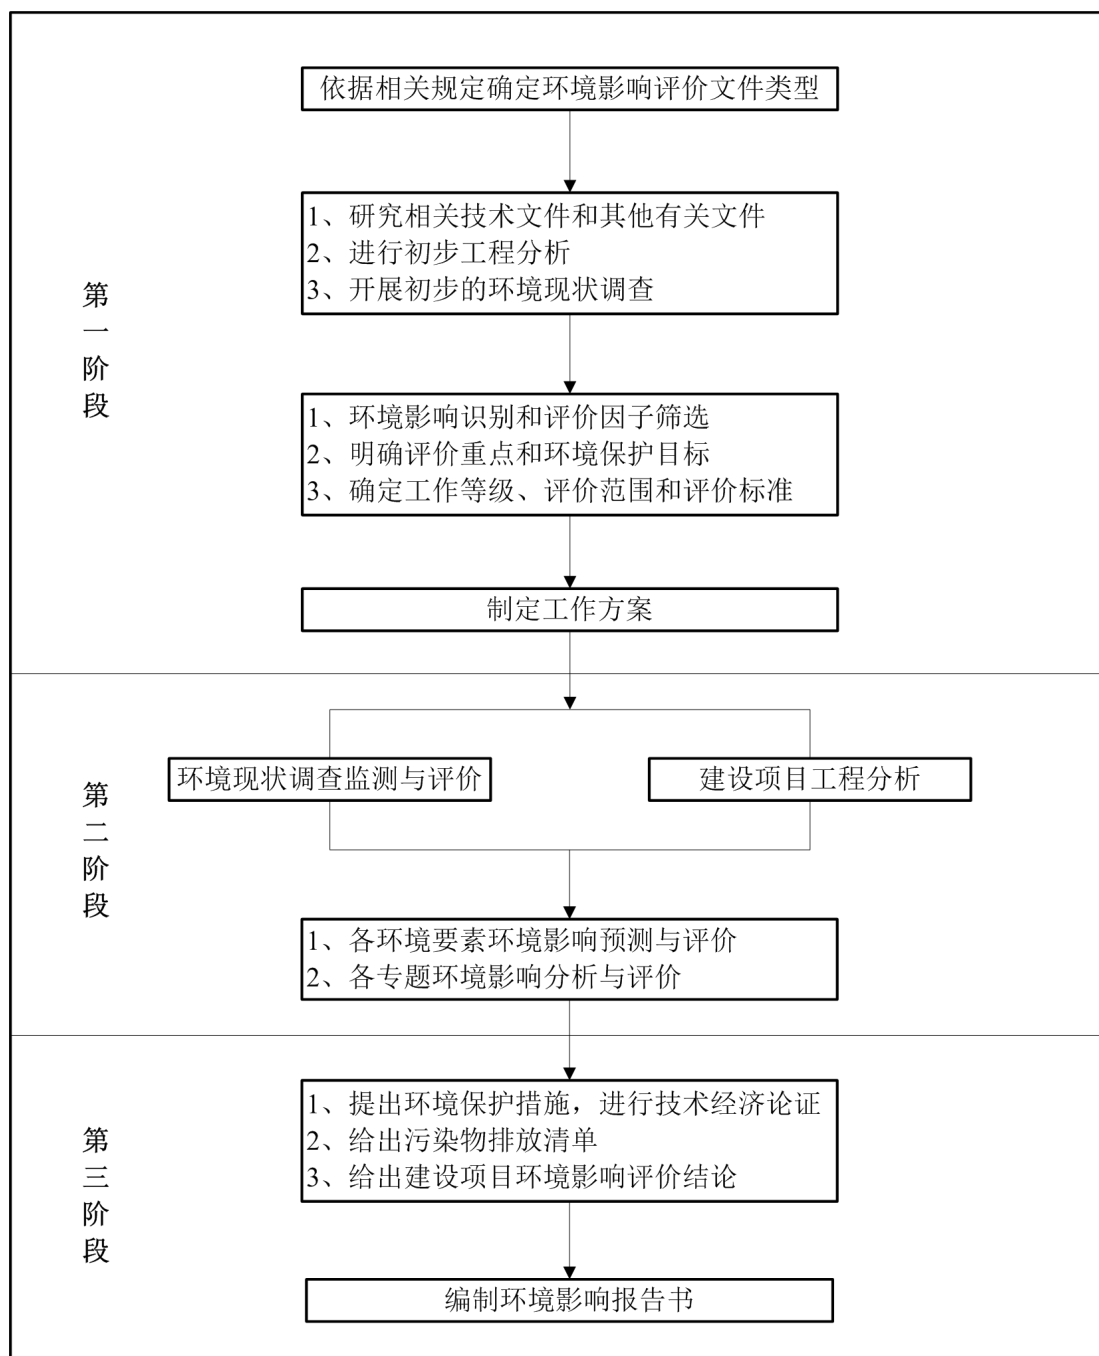 依据相关规定确定环境影响评价文件类型
1、研究相关技术文件和其他有关文件
2、进行初步工程分析
3、开展初步的环境现状调查
第一阶段
1、环境影响识别和评价因子筛选
2、明确评价重点和环境保护目标
3、确定工作等级、评价范围和评价标准
制定工作方案
环境现状调查监测与评价
建设项目工程分析
第二阶段
1、各环境要素环境影响预测与评价
2、各专题环境影响分析与评价
1、提出环境保护措施，进行技术经济论证
2、给出污染物排放清单
3、给出建设项目环境影响评价结论
第三阶段
编制环境影响报告书